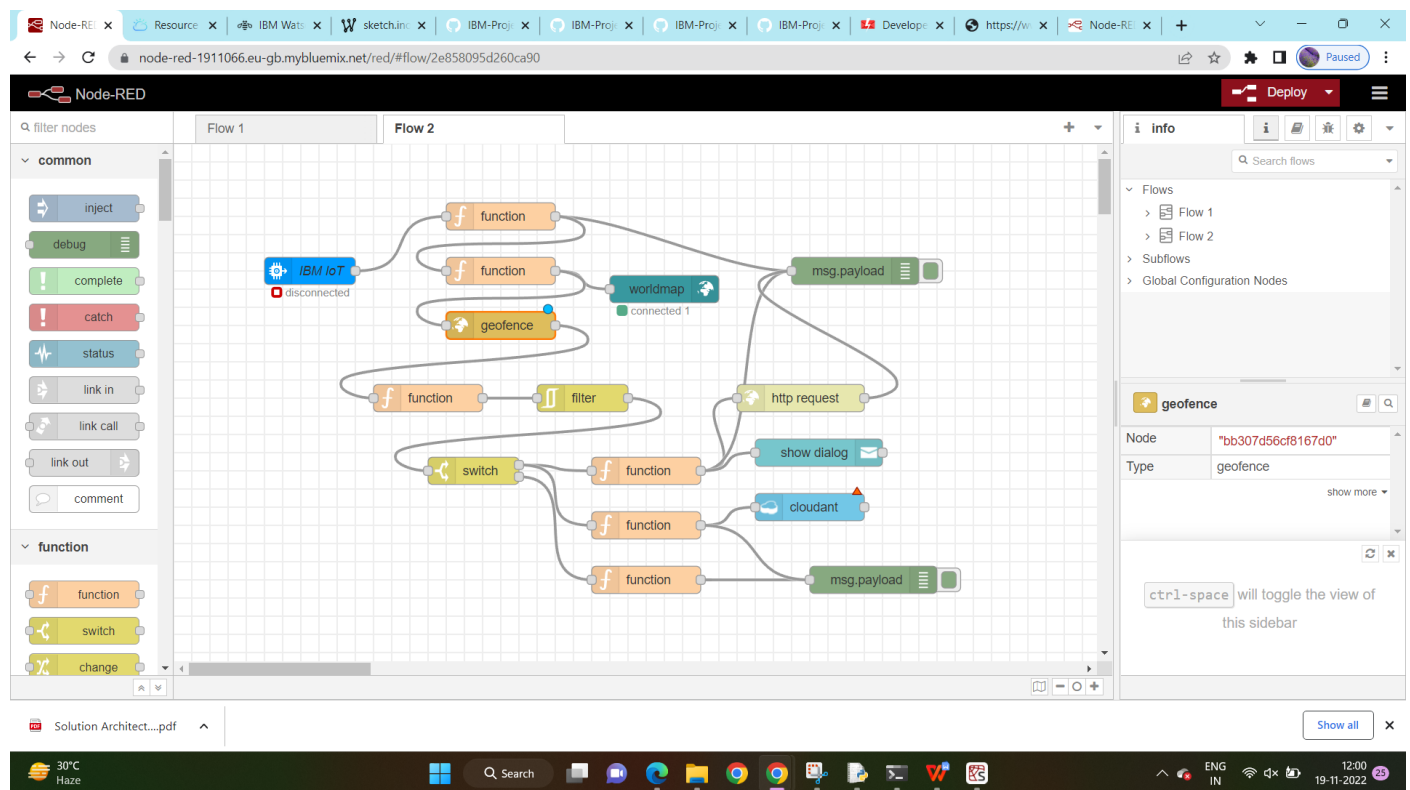 Node-RE
Resource
IBM Wats
sketch.inc
IBM-Proje
IBM-Proje
IBM-Proje
IBM-Proje
Develope
https://w
Node-RE
node-red-1911066.eu-gb.mybluemix.net/red/#flow/2e858095d260ca90
Paused
Node-RED
Deploy
filter nodes
Flow 1
Flow 2
info
Search flows
common
inject
debug
complete
catch
status
link in
link call
link out
comment
function
function
switch
change
function
IBM IoT
disconnected
function
worldmap
connected 1
msg.payload
geofence
function
filter
http request
show dialog
switch
function
cloudant
function
function
msg.payload
Flows
Flow 1
Flow 2
Subflows
Global Configuration Nodes
geofence
Node "bb307d56cf8167d0"
Type geofence
show more
ctrl-space will toggle the view of
this sidebar
PDF
Solution Architect....pdf
Show all
30°C
Haze
Search
ENG
IN
12:00
19-11-2022
25